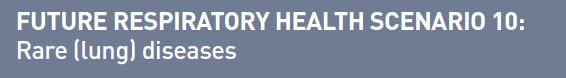 FUTURE RESPIRATORY HEALTH SCENARIO 10:
Rare (lung) diseases